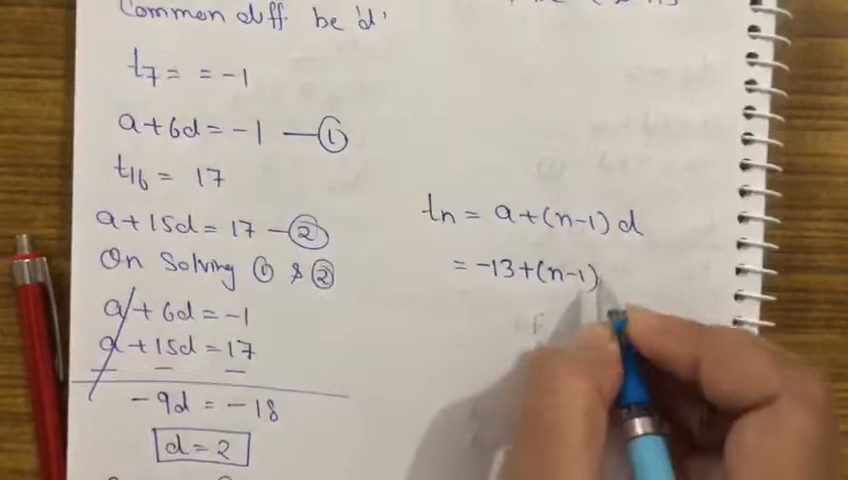 Common diff. be 'd'
t7 = = -1
a+6d = -1 — ①
t16 = 17
a+15d = 17 — ②
On Solving ① & ②
a+6d = -1
a+15d = 17
- - -
-9d = -18
d = 2
tn = a+(n-1)d
= -13+(n-1)